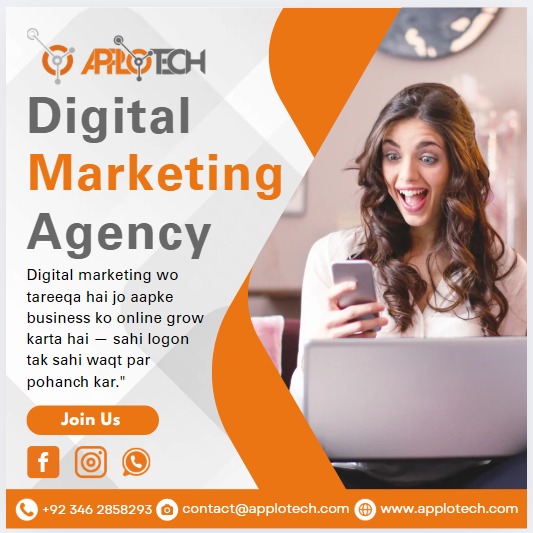 APPLOTECH
Digital
Marketing
Agency
Digital marketing wo
tareeqa hai jo aapke
business ko online grow
karta hai — sahi logon
tak sahi waqt par
pohanch kar."
Join Us
+92 346 2858293 contact@applotech.com www.applotech.com